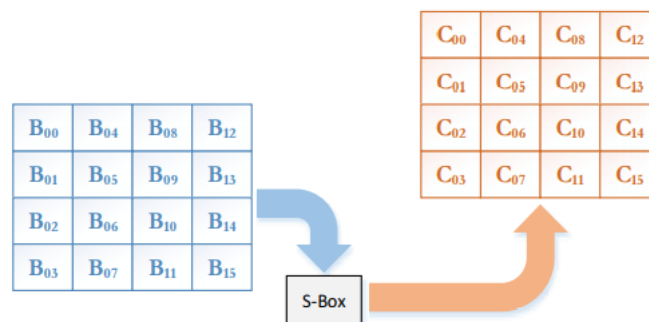 B₀₀ B₀₄ B₀₈ B₁₂
B₀₁ B₀₅ B₀₉ B₁₃
B₀₂ B₀₆ B₁₀ B₁₄
B₀₃ B₀₇ B₁₁ B₁₅
S-Box
C₀₀ C₀₄ C₀₈ C₁₂
C₀₁ C₀₅ C₀₉ C₁₃
C₀₂ C₀₆ C₁₀ C₁₄
C₀₃ C₀₇ C₁₁ C₁₅